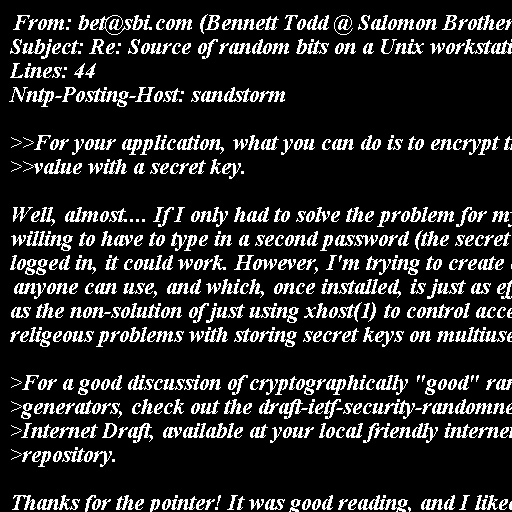 From: bet@sbi.com (Bennett Todd @ Salomon Brother
Subject: Re: Source of random bits on a Unix workstati
Lines: 44
Nntp-Posting-Host: sandstorm
>>For your application, what you can do is to encrypt t
>>value with a secret key.
Well, almost.... If I only had to solve the problem for my
willing to have to type in a second password (the secret
logged in, it could work. However, I'm trying to create
anyone can use, and which, once installed, is just as ef
as the non-solution of just using xhost(1) to control acce
religeous problems with storing secret keys on multiuse
>For a good discussion of cryptographically "good" ran
>generators, check out the draft-ietf-security-randomne
>Internet Draft, available at your local friendly interne
>repository.
Thanks for the pointer! It was good reading, and I liked